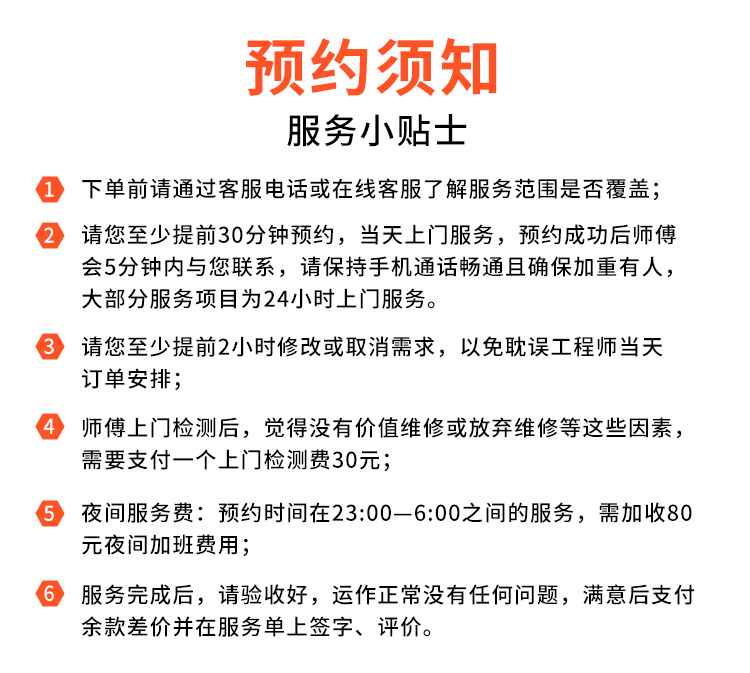 预约须知
服务小贴士
1 下单前请通过客服电话或在线客服了解服务范围是否覆盖；
2 请您至少提前30分钟预约，当天上门服务，预约成功后师傅
会5分钟内与您联系，请保持手机通话畅通且确保加重有人，
大部分服务项目为24小时上门服务。
3 请您至少提前2小时修改或取消需求，以免耽误工程师当天
订单安排；
4 师傅上门检测后，觉得没有价值维修或放弃维修等这些因素，
需要支付一个上门检测费30元；
5 夜间服务费：预约时间在23:00—6:00之间的服务，需加收80
元夜间加班费用；
6 服务完成后，请验收好，运作正常没有任何问题，满意后支付
余款差价并在服务单上签字、评价。